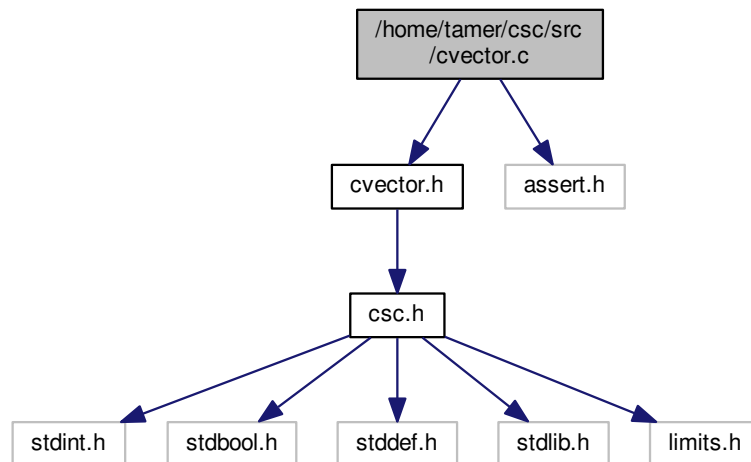 /home/tamer/csc/src
/cvector.c
cvector.h
assert.h
csc.h
stdint.h
stdbool.h
stddef.h
stdlib.h
limits.h